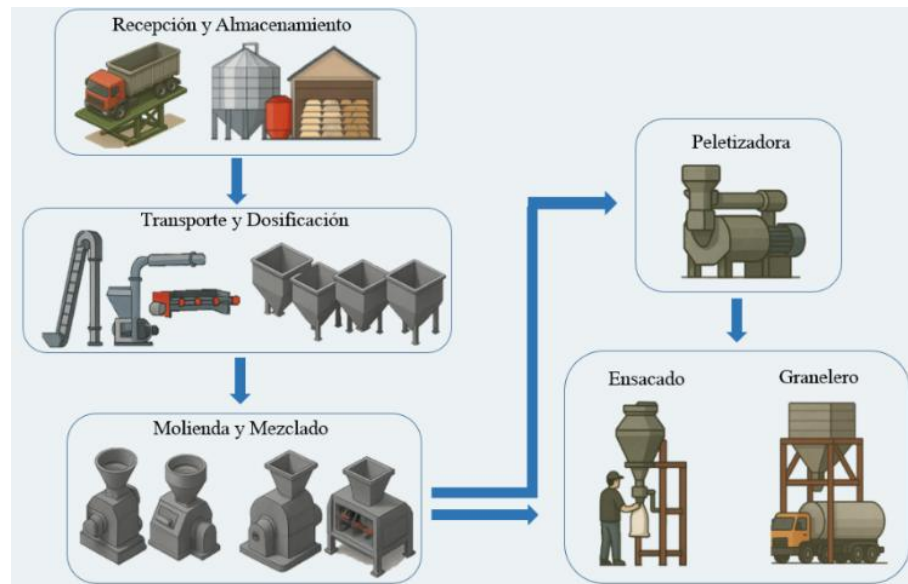 Recepción y Almacenamiento
Transporte y Dosificación
Molienda y Mezclado
Peletizadora
Ensacado
Granelero